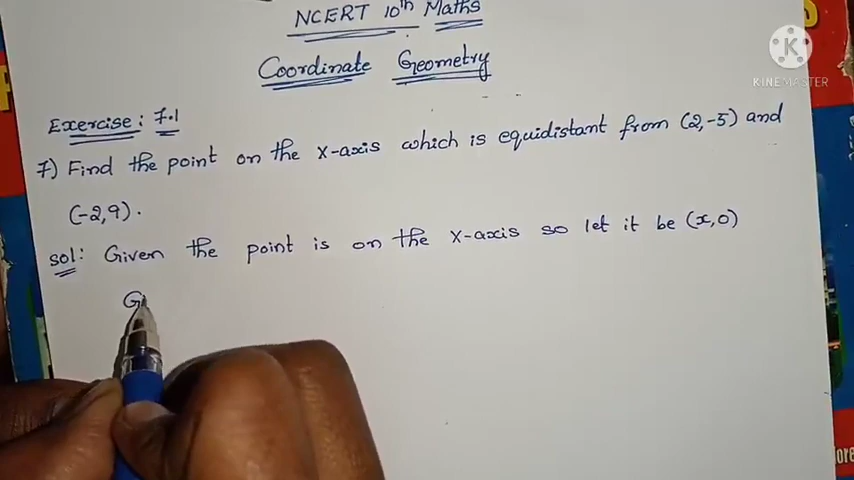 NCERT 10th Maths
Coordinate Geometry
K
KINEMASTER
Exercise: 7.1
7) Find the point on the x-axis which is equidistant from (2,-5) and
(-2,9).
sol: Given the point is on the x-axis so let it be (x,0)
G